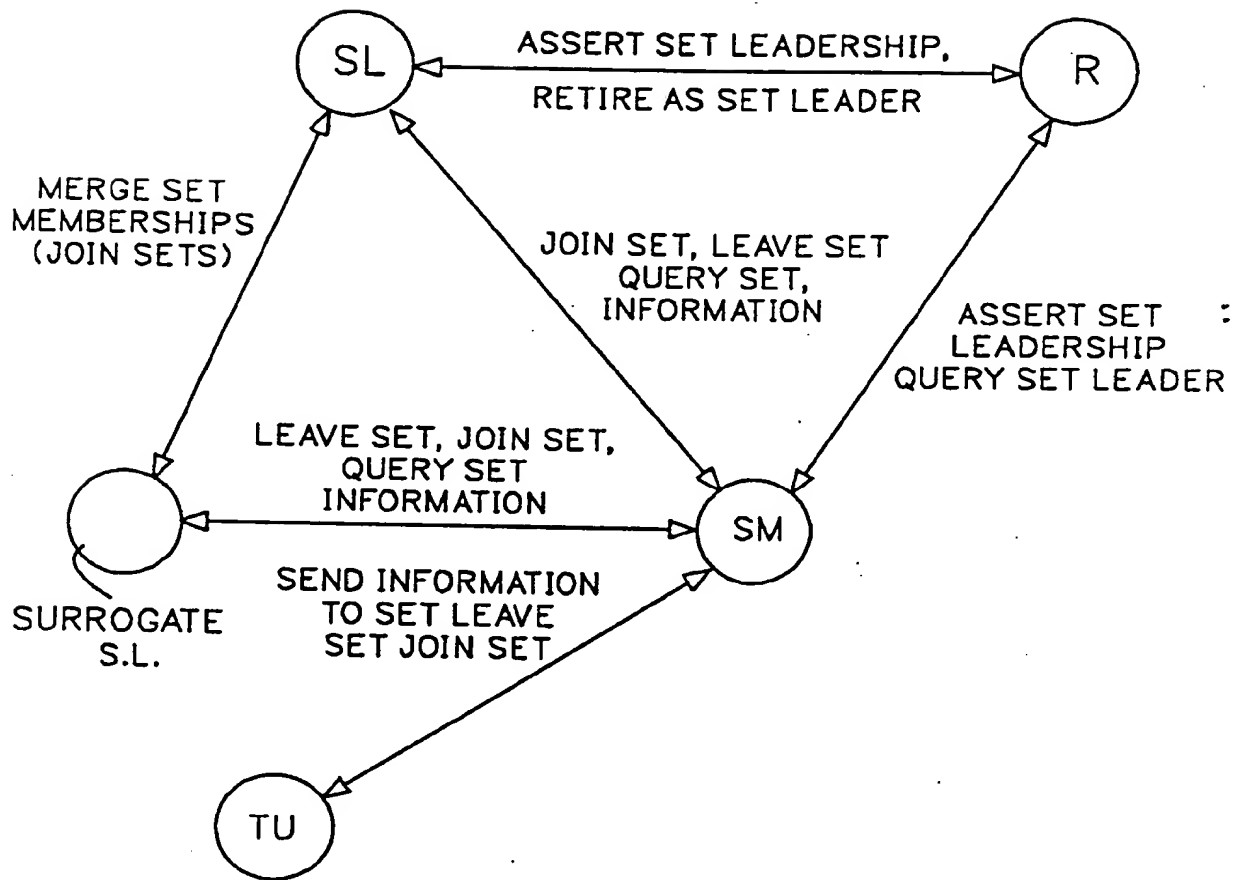 SL
ASSERT SET LEADERSHIP,
RETIRE AS SET LEADER
R
MERGE SET
MEMBERSHIPS
(JOIN SETS)
JOIN SET, LEAVE SET
QUERY SET,
INFORMATION
ASSERT SET
LEADERSHIP
QUERY SET LEADER
LEAVE SET, JOIN SET,
QUERY SET
INFORMATION
SM
SURROGATE
S.L.
SEND INFORMATION
TO SET LEAVE
SET JOIN SET
TU